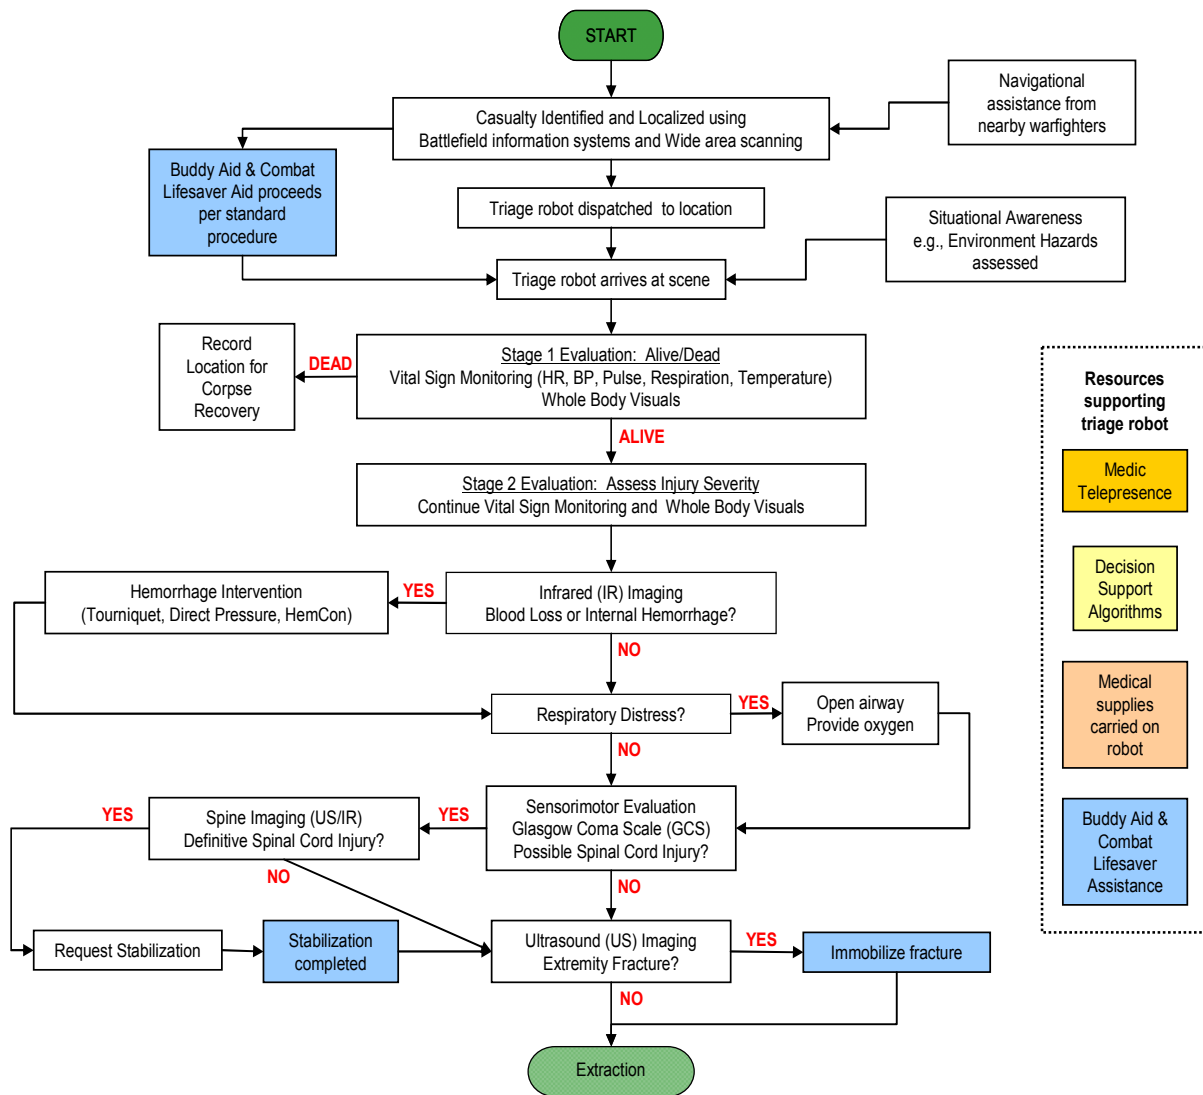 START
Navigational
assistance from
nearby warfighters
Casualty Identified and Localized using
Battlefield information systems and Wide area scanning
Buddy Aid & Combat
Lifesaver Aid proceeds
per standard
procedure
Triage robot dispatched to location
Situational Awareness
e.g., Environment Hazards
assessed
Triage robot arrives at scene
Record
Location for
Corpse
Recovery
DEAD
Stage 1 Evaluation: Alive/Dead
Vital Sign Monitoring (HR, BP, Pulse, Respiration, Temperature)
Whole Body Visuals
ALIVE
Stage 2 Evaluation: Assess Injury Severity
Continue Vital Sign Monitoring and Whole Body Visuals
Hemorrhage Intervention
(Tourniquet, Direct Pressure, HemCon)
YES
Infrared (IR) Imaging
Blood Loss or Internal Hemorrhage?
NO
Respiratory Distress?
YES
Open airway
Provide oxygen
NO
YES
Spine Imaging (US/IR)
Definitive Spinal Cord Injury?
YES
Sensorimotor Evaluation
Glasgow Coma Scale (GCS)
Possible Spinal Cord Injury?
NO
NO
Request Stabilization
Stabilization
completed
Ultrasound (US) Imaging
Extremity Fracture?
YES
Immobilize fracture
NO
Extraction
Resources
supporting
triage robot
Medic
Telepresence
Decision
Support
Algorithms
Medical
supplies
carried on
robot
Buddy Aid &
Combat
Lifesaver
Assistance